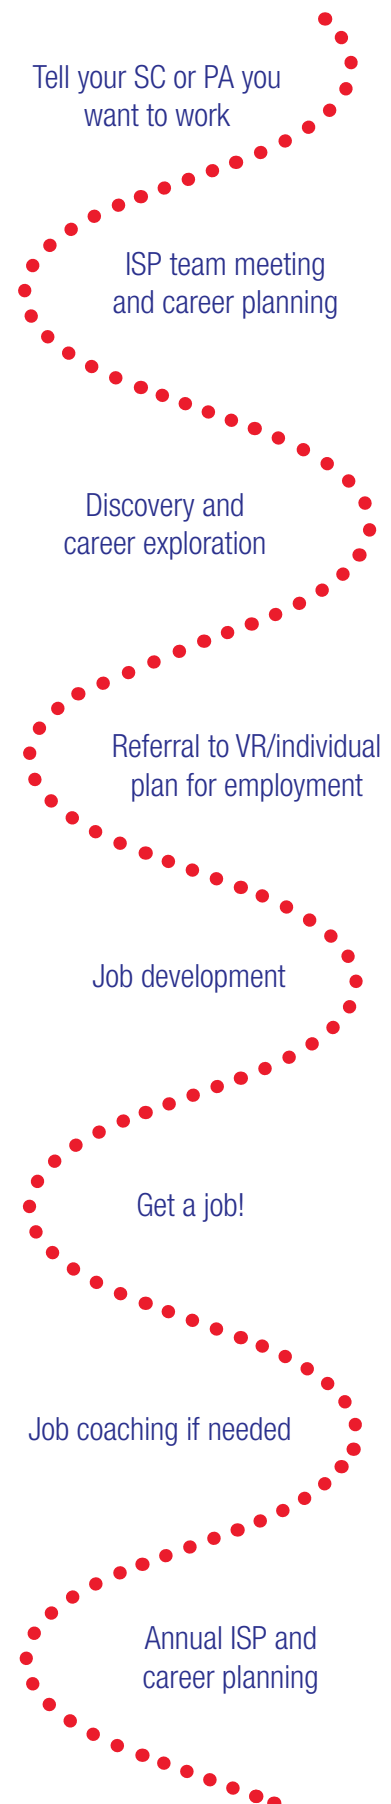 Tell your SC or PA you
want to work
ISP team meeting
and career planning
Discovery and
career exploration
Referral to VR/individual
plan for employment
Job development
Get a job!
Job coaching if needed
Annual ISP and
career planning